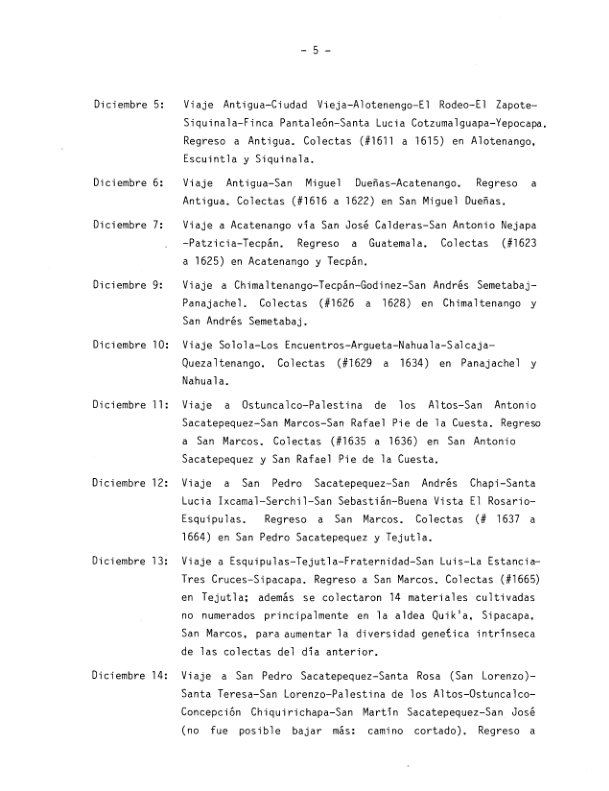 - 5 -
Diciembre 5: Viaje Antigua-Ciudad Vieja-Alotenengo-El Rodeo-El Zapote-
Siquinala-Finca Pantaleón-Santa Lucia Cotzumalguapa-Yepocapa.
Regreso a Antigua. Colectas (#1611 a 1615) en Alotenango,
Escuintla y Siquinala.
Diciembre 6: Viaje Antigua-San Miguel Dueñas-Acatenango. Regreso a
Antigua. Colectas (#1616 a 1622) en San Miguel Dueñas.
Diciembre 7: Viaje a Acatenango vía San José Calderas-San Antonio Nejapa
-Patzicia-Tecpán. Regreso a Guatemala. Colectas (#1623
a 1625) en Acatenango y Tecpán.
Diciembre 9: Viaje a Chimaltenango-Tecpán-Godinez-San Andrés Semetabaj-
Panajachel. Colectas (#1626 a 1628) en Chimaltenango y
San Andrés Semetabaj.
Diciembre 10: Viaje Solola-Los Encuentros-Argueta-Nahuala-Salcaja-
Quezaltenango. Colectas (#1629 a 1634) en Panajachel y
Nahuala.
Diciembre 11: Viaje a Ostuncalco-Palestina de los Altos-San Antonio
Sacatepequez-San Marcos-San Rafael Pie de la Cuesta. Regreso
a San Marcos. Colectas (#1635 a 1636) en San Antonio
Sacatepequez y San Rafael Pie de la Cuesta.
Diciembre 12: Viaje a San Pedro Sacatepequez-San Andrés Chapi-Santa
Lucia Ixcamal-Serchil-San Sebastián-Buena Vista El Rosario-
Esquipulas. Regreso a San Marcos. Colectas (# 1637 a
1664) en San Pedro Sacatepequez y Tejutla.
Diciembre 13: Viaje a Esquipulas-Tejutla-Fraternidad-San Luis-La Estancia-
Tres Cruces-Sipacapa. Regreso a San Marcos. Colectas (#1665)
en Tejutla; además se colectaron 14 materiales cultivados
no numerados principalmente en la aldea Quik'a, Sipacapa,
San Marcos, para aumentar la diversidad genética intrínseca
de las colectas del día anterior.
Diciembre 14: Viaje a San Pedro Sacatepequez-Santa Rosa (San Lorenzo)-
Santa Teresa-San Lorenzo-Palestina de los Altos-Ostuncalco-
Concepción Chiquirichapa-San Martín Sacatepequez-San José
(no fue posible bajar más: camino cortado). Regreso a